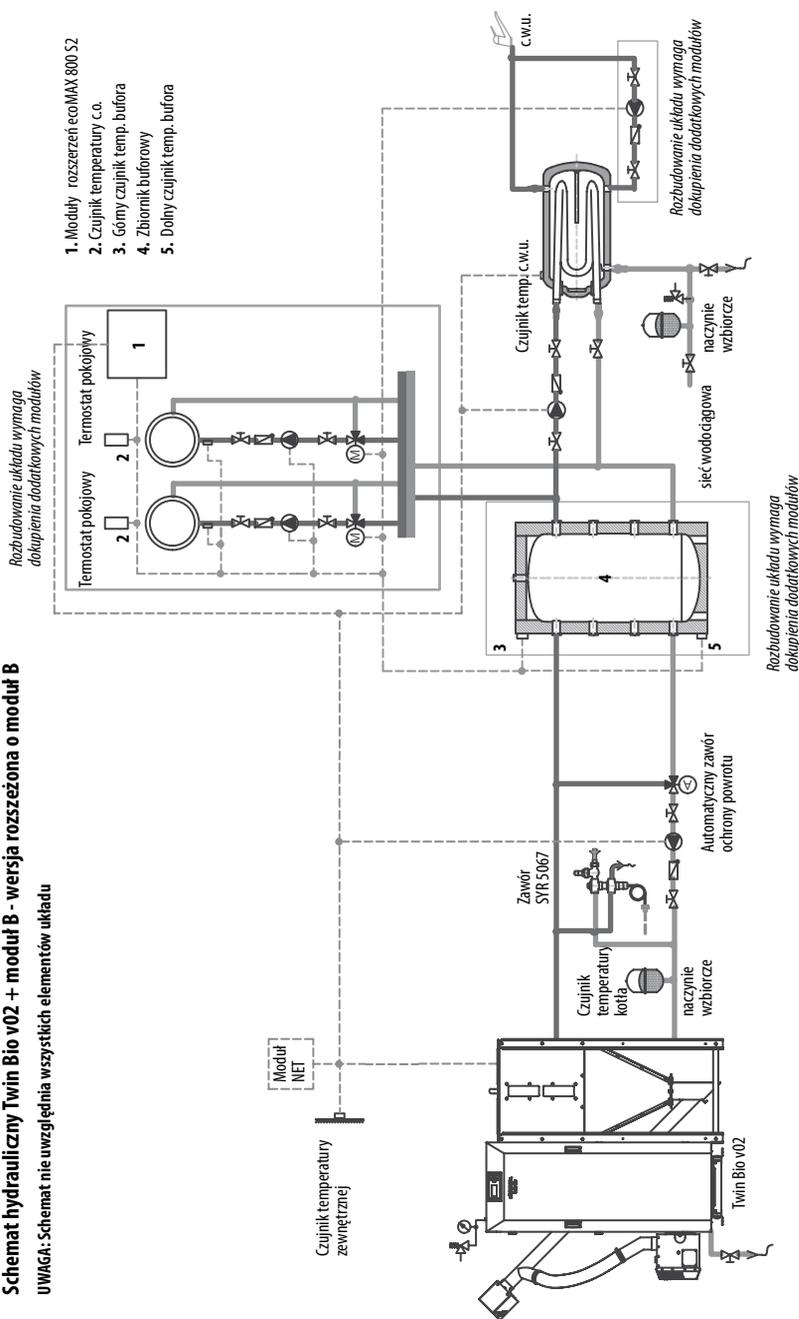 Schemat hydrauliczny Twin Bio v02 + moduł B - wersja rozszeżona o moduł B
UWAGA: Schemat nie uwzględnia wszystkich elementów układu
Rozbudowanie układu wymaga
dokupienia dodatkowych modułów
1. Moduły rozszerzeń ecoMAX 800 S2
2. Czujnik temperatury c.o.
3. Górny czujnik temp. bufora
4. Zbiornik buforowy
5. Dolny czujnik temp. bufora
Termostat pokojowy
2
Termostat pokojowy
2
1
M
M
Moduł
NET
Czujnik temperatury
zewnętrznej
Czujnik temp. c.w.u.
c.w.u.
Rozbudowanie układu wymaga
dokupienia dodatkowych modułów
naczynie
wzbiorcze
sieć wodociągowa
3
4
5
Rozbudowanie układu wymaga
dokupienia dodatkowych modułów
Zawór
SYR 5067
Czujnik
temperatury
kotła
naczynie
wzbiorcze
Automatyczny zawór
ochrony powrotu
A
Twin Bio v02